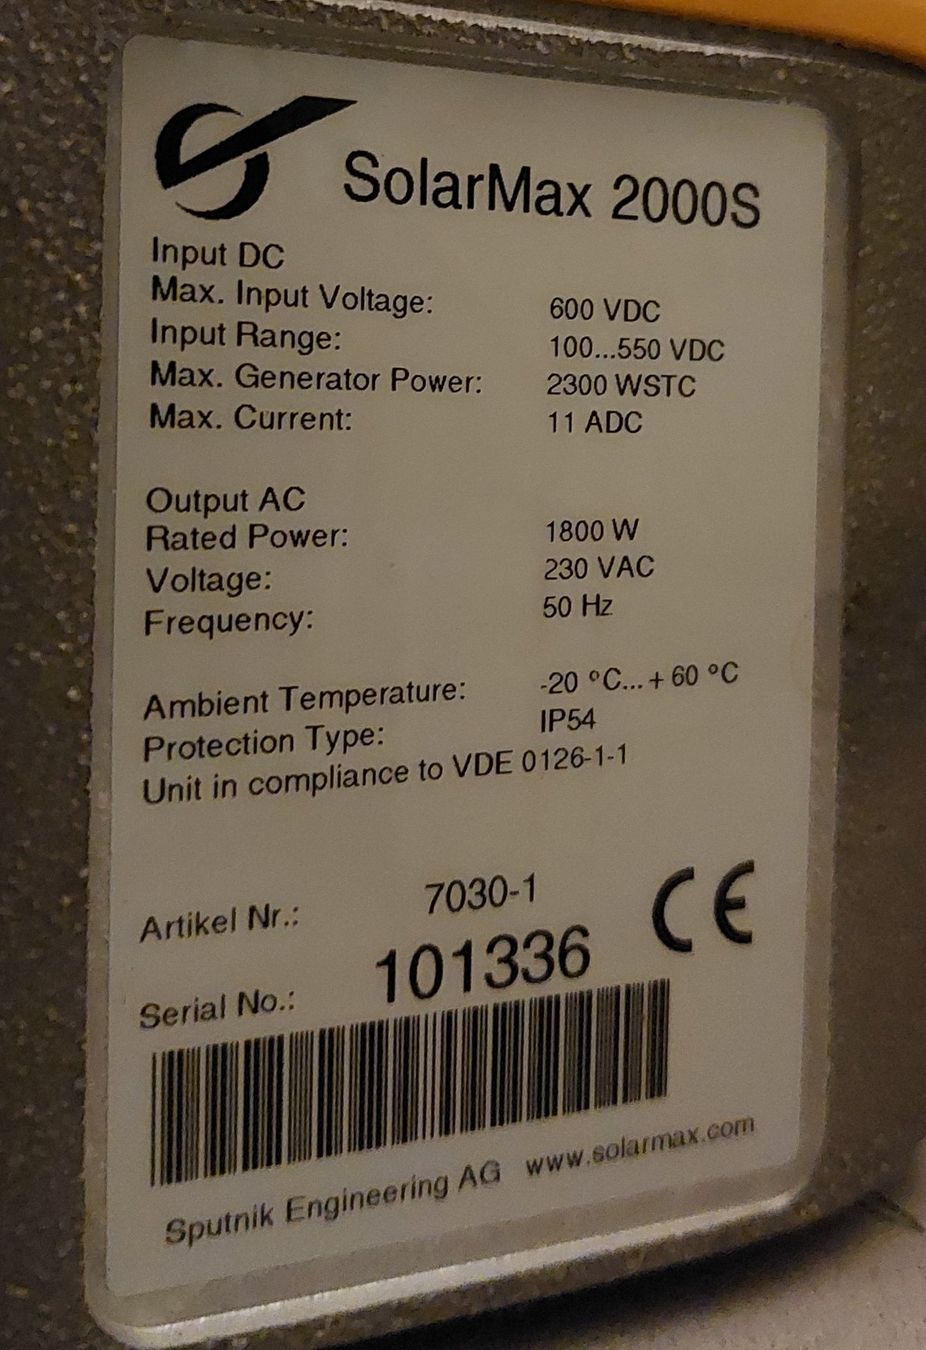 SolarMax 2000S
Input DC
Max. Input Voltage: 600 VDC
Input Range: 100...550 VDC
Max. Generator Power: 2300 WSTC
Max. Current: 11 ADC
Output AC
Rated Power: 1800 W
Voltage: 230 VAC
Frequency: 50 Hz
Ambient Temperature: -20 °C...+60 °C
Protection Type: IP54
Unit in compliance to VDE 0126-1-1
Artikel Nr.: 7030-1
CE
Serial No.: 101336
Sputnik Engineering AG www.solarmax.com